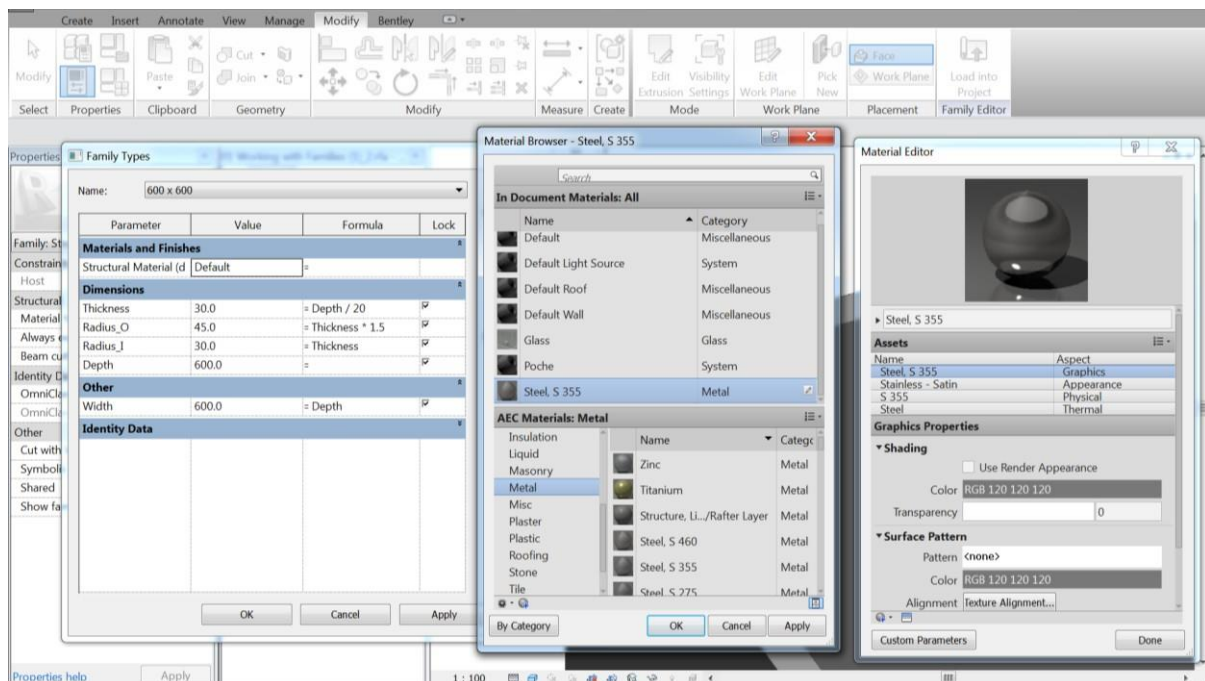 Create Insert Annotate View Manage Modify Bentley
Modify
Paste
Cut
Join
Edit Extrusion
Visibility Settings
Edit Work Plane
Pick New
Face
Work Plane
Load into Project
Select Properties Clipboard Geometry Modify Measure Create Mode Work Plane Placement Family Editor
Properties
Family: St
Constrain
Host
Structural
Material
Always
Beam cu
Identity D
OmniCla
OmniCla
Other
Cut with
Symboli
Shared
Show fa
Properties help Apply
Family Types
Name: 600 x 600
Parameter Value Formula Lock
Materials and Finishes
Structural Material (d Default =
Dimensions
Thickness 30.0 = Depth / 20
Radius_O 45.0 = Thickness * 1.5
Radius_I 30.0 = Thickness
Depth 600.0 =
Other
Width 600.0 = Depth
Identity Data
OK Cancel Apply
Material Browser - Steel, S 355
Search
In Document Materials: All
Name Category
Default Miscellaneous
Default Light Source System
Default Roof Miscellaneous
Default Wall Miscellaneous
Glass Glass
Poche System
Steel, S 355 Metal
AEC Materials: Metal
Insulation
Liquid
Masonry
Metal
Misc
Plaster
Plastic
Roofing
Stone
Tile
Name Catego
Zinc Metal
Titanium Metal
Structure, Li.../Rafter Layer Metal
Steel, S 460 Metal
Steel, S 355 Metal
Steel, S 275 Metal
By Category OK Cancel Apply
Material Editor
Steel, S 355
Assets
Name Aspect
Steel, S 355 Graphics
Stainless - Satin Appearance
S 355 Physical
Steel Thermal
Graphics Properties
Shading
Use Render Appearance
Color RGB 120 120 120
Transparency 0
Surface Pattern
Pattern <none>
Color RGB 120 120 120
Alignment Texture Alignment...
Custom Parameters Done
1 : 100